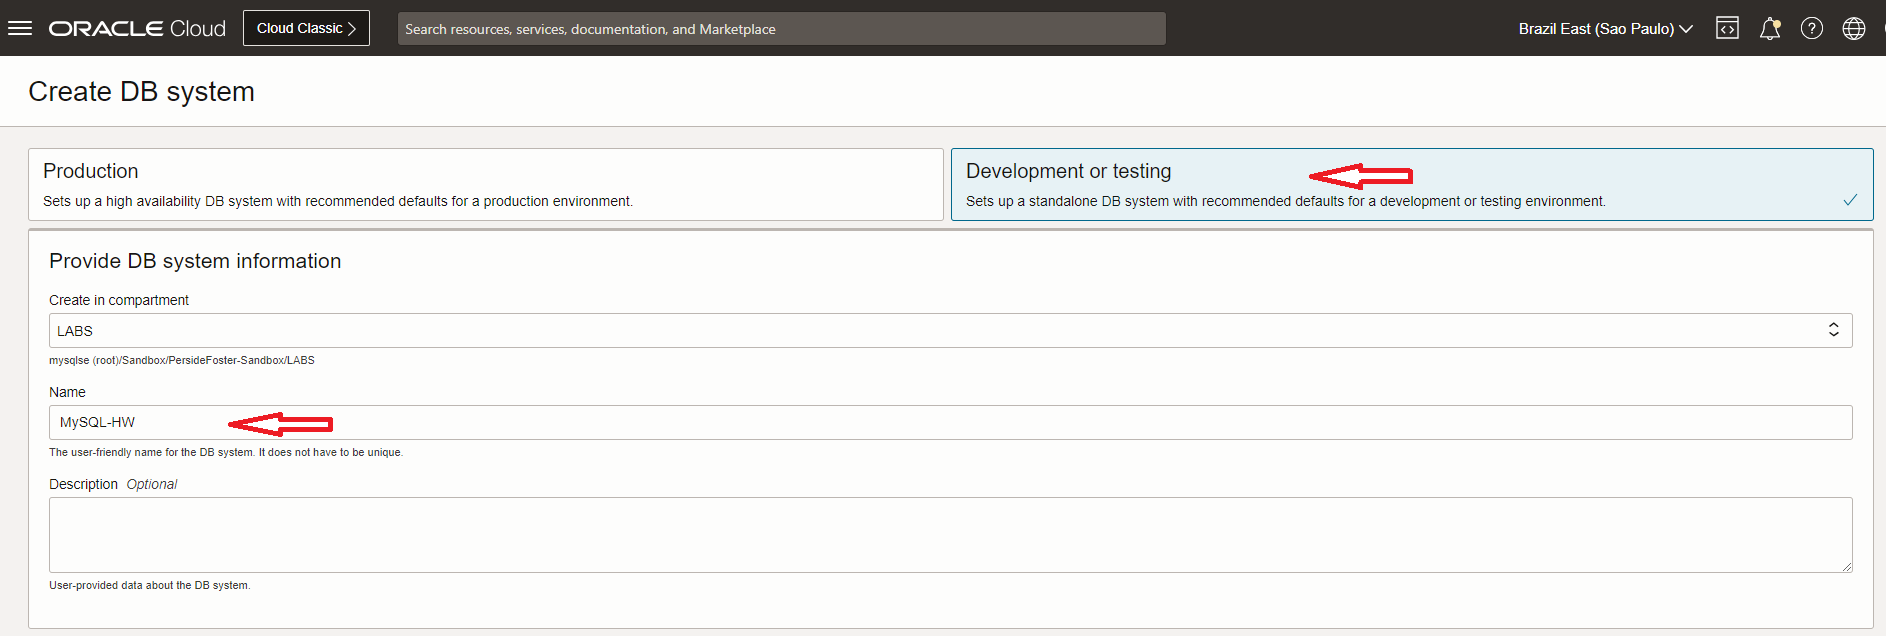 ORACLE Cloud
Cloud Classic
Search resources, services, documentation, and Marketplace
Brazil East (Sao Paulo)
Create DB system
Production
Sets up a high availability DB system with recommended defaults for a production environment.
Development or testing
Sets up a standalone DB system with recommended defaults for a development or testing environment.
Provide DB system information
Create in compartment
LABS
mysqlse (root)/Sandbox/PersideFoster-Sandbox/LABS
Name
MySQL-HW
The user-friendly name for the DB system. It does not have to be unique.
Description Optional
User-provided data about the DB system.